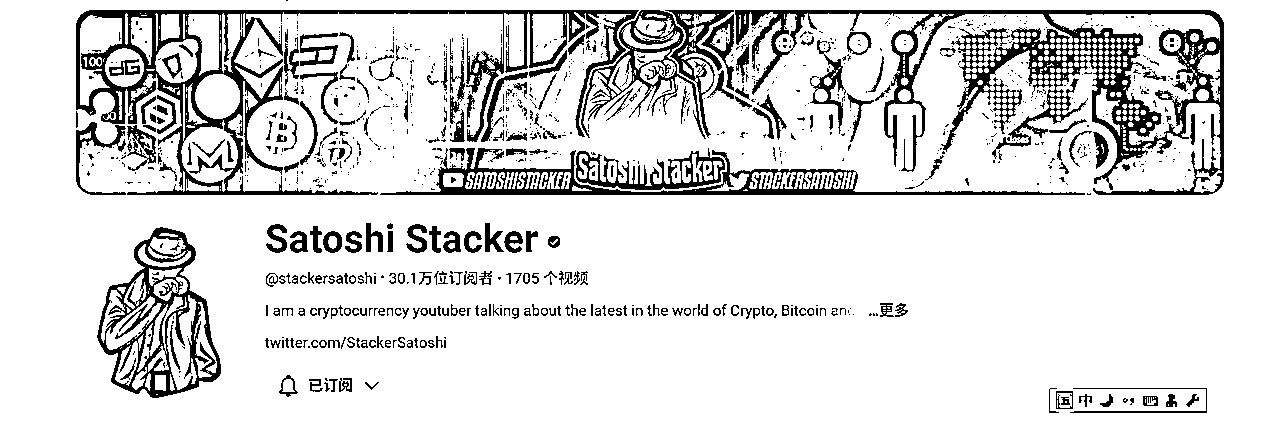 100
Satoshi Stacker
SATOSHISTACKER
STACKERSATOSHI
Satoshi Stacker
@stackersatoshi · 30.1万位订阅者 · 1705 个视频
I am a cryptocurrency youtuber talking about the latest in the world of Crypto, Bitcoin and ...更多
twitter.com/StackerSatoshi
已订阅
五 中